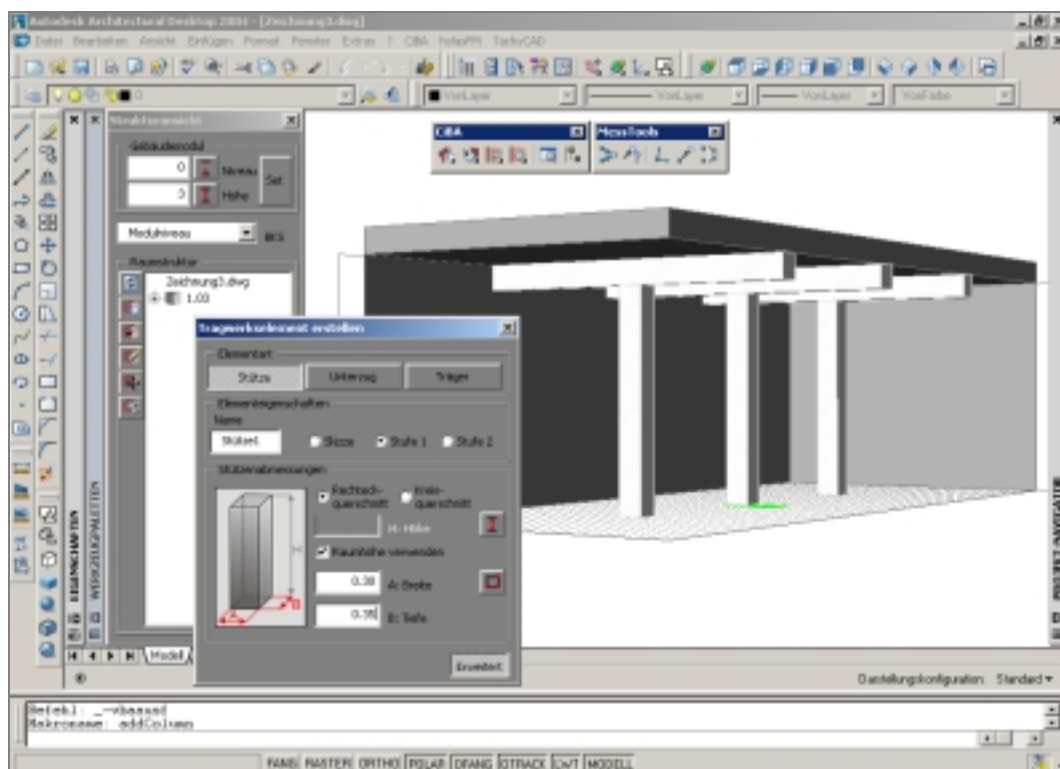 Autodesk Architectural Desktop 2004 - [Zeichnung3.dwg]
Datei Bearbeiten Ansicht Einfügen Format Fenster Extras ? CIBA TachyCAD
0 VonLayer VonLayer VonLayer VonFarbe
Strukturansicht
CIBA MessTools
Gebäudemodul
0 Niveau
3 Höhe
Set
Modulniveau BKS
Raumstruktur
Zeichnung3.dwg
1.00
Tragwerkselement erstellen
Elementart
Stütze Unterzug Träger
Elementeigenschaften
Name
Stütze1 Skizze Stufe 1 Stufe 2
Stützenabmessungen
Rechteck-querschnitt Kreis-querschnitt
H: Höhe
Raumhöhe verwenden
0.30 A: Breite
0.35 B: Tiefe
Erweitert
EIGENSCHAFTEN
WERKZEUGPALETTEN
PROJEKT-NAVIGATOR
Modell
Darstellungskonfiguration: Standard
Befehl: _-vbarun
Makroname: addColumn
FANG RASTER ORTHO POLAR OFANG OTRACK LWT MODELL